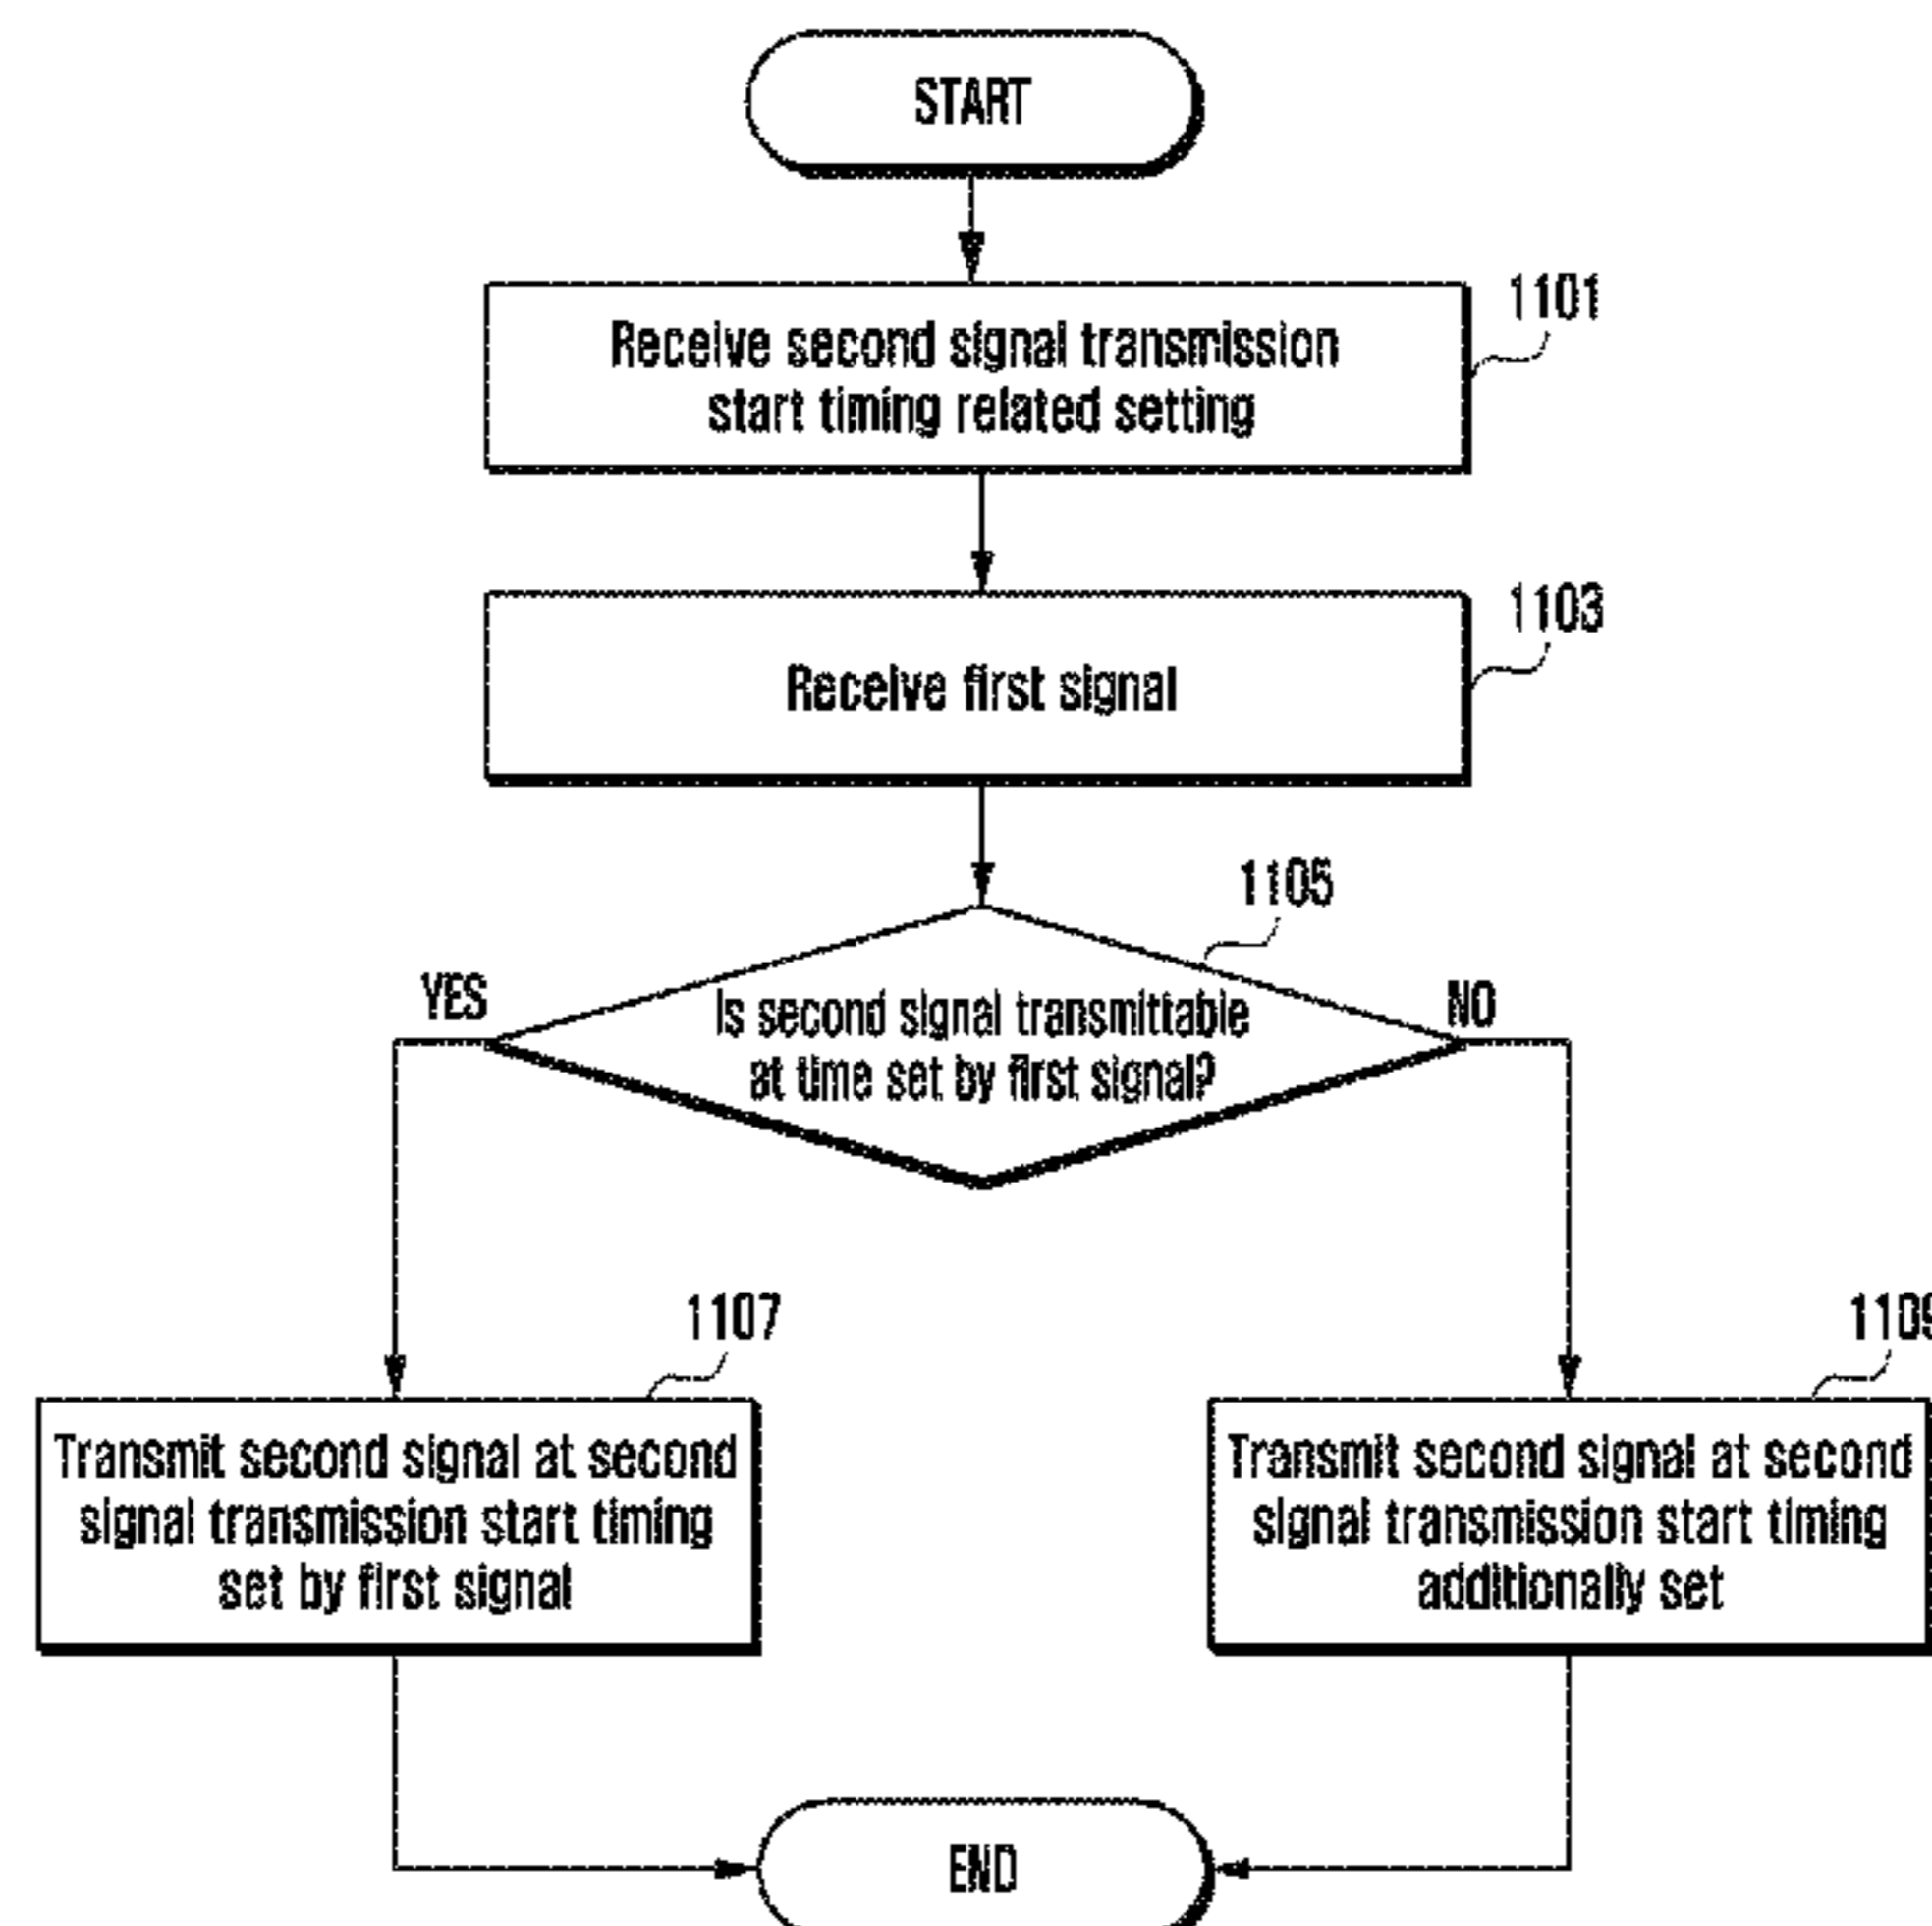 START
1101
Receive second signal transmission
start timing related setting
1103
Receive first signal
1105
YES
NO
Is second signal transmittable
at time set by first signal?
1107
1109
Transmit second signal at second
signal transmission start timing
set by first signal
Transmit second signal at second
signal transmission start timing
additionally set
END